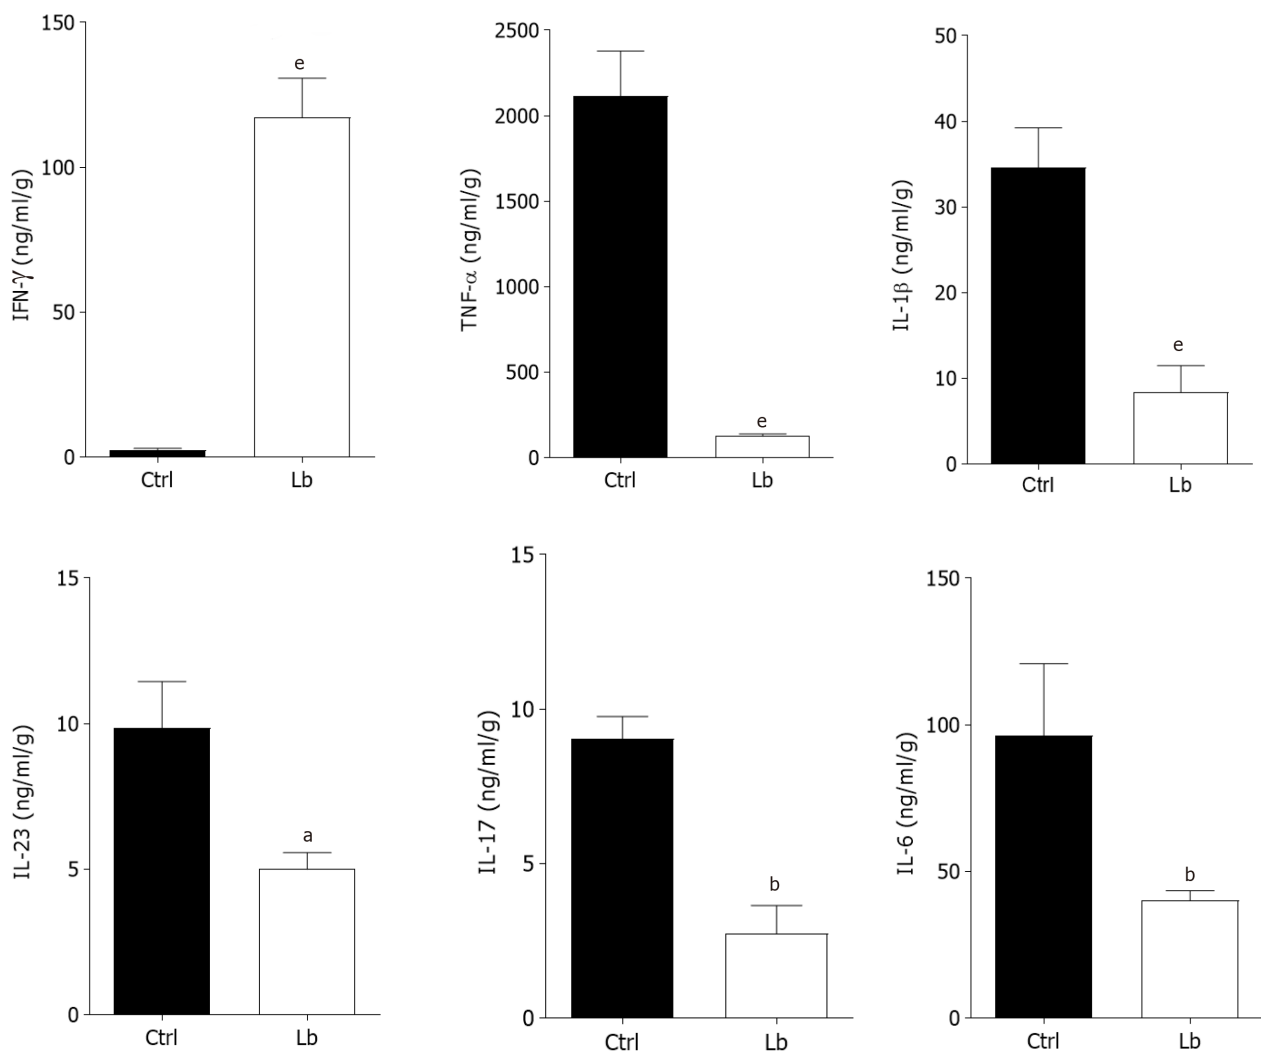 IFN-γ (ng/ml/g)
150
100
50
0
e
Ctrl
Lb
TNF-α (ng/ml/g)
2500
2000
1500
1000
500
0
e
Ctrl
Lb
IL-1β (ng/ml/g)
50
40
30
20
10
0
e
Ctrl
Lb
IL-23 (ng/ml/g)
15
10
5
0
a
Ctrl
Lb
IL-17 (ng/ml/g)
15
10
5
0
b
Ctrl
Lb
IL-6 (ng/ml/g)
150
100
50
0
b
Ctrl
Lb